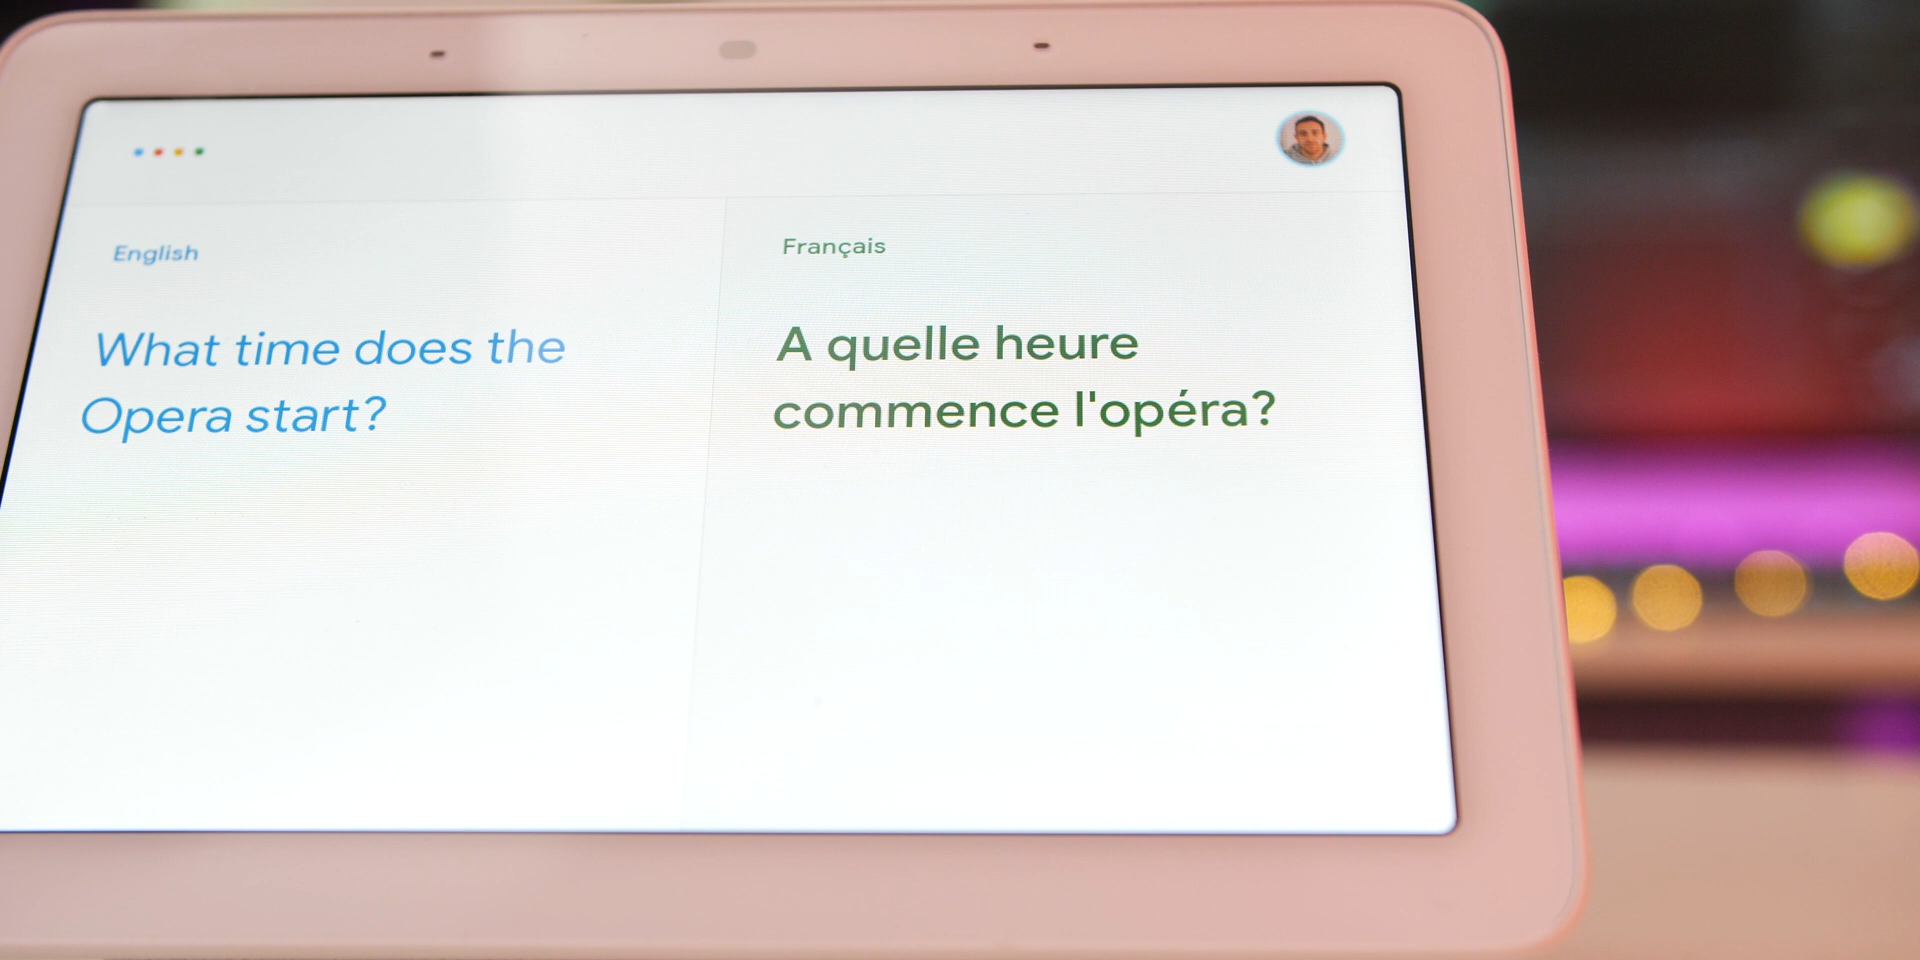 English
What time does the
Opera start?
Français
A quelle heure
commence l'opéra?